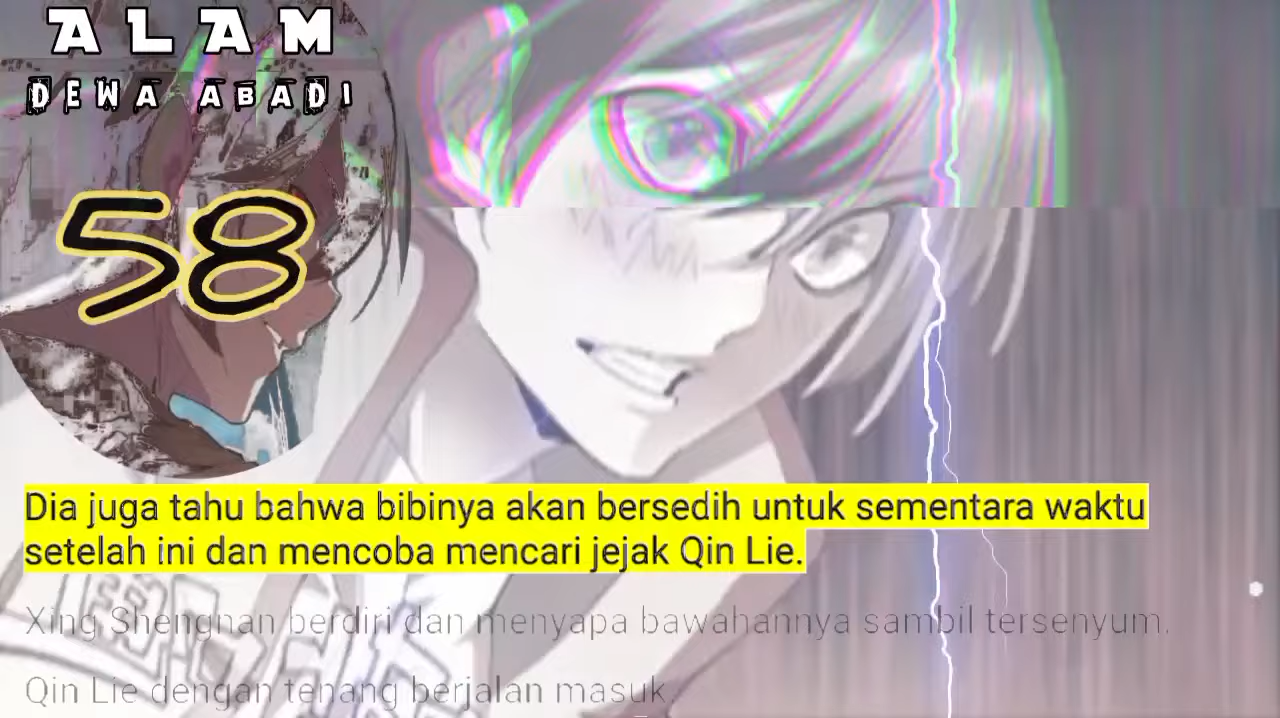 ALAM
DEWA ABADI
58
Dia juga tahu bahwa bibinya akan bersedih untuk sementara waktu
setelah ini dan mencoba mencari jejak Qin Lie.
Xing Shengnan berdiri dan menyapa bawahannya sambil tersenyum.
Qin Lie dengan tenang berjalan masuk.